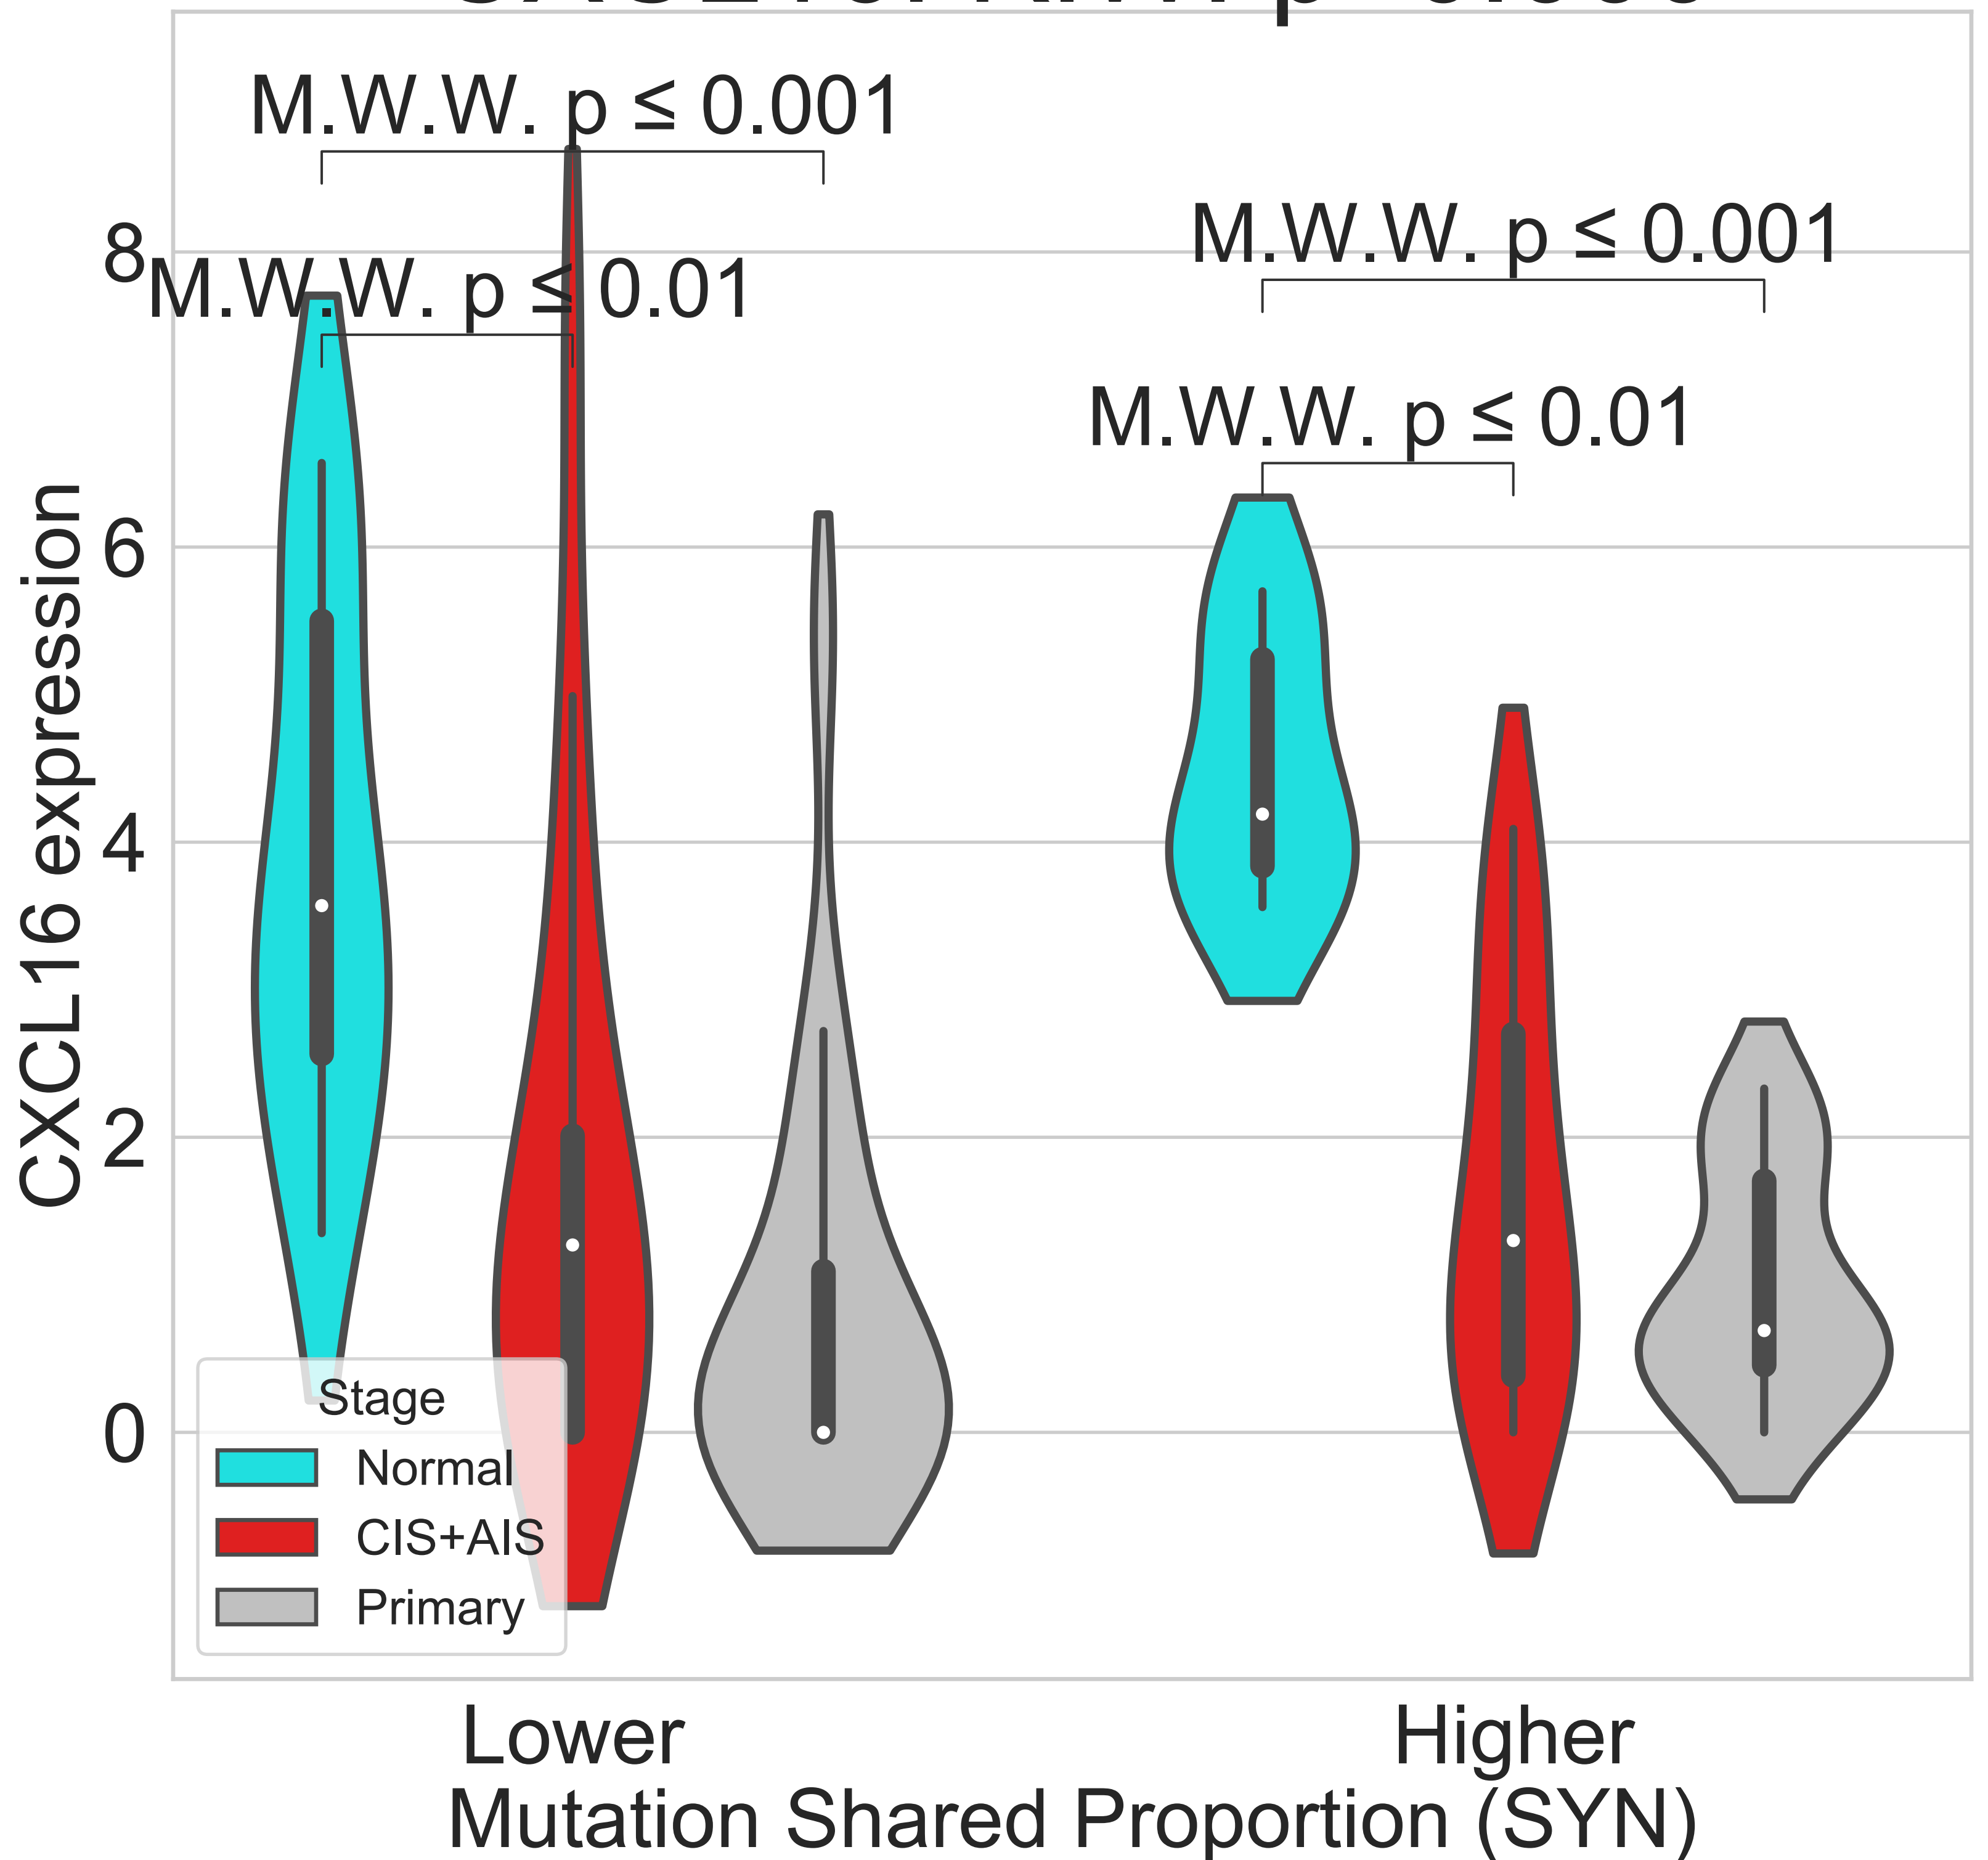 M.W.W. p ≤ 0.001
M.W.W. p ≤ 0.001
M.W.W. p ≤ 0.01
M.W.W. p ≤ 0.01
CXCL16 expression
8
6
4
2
0
Stage
Normal
CIS+AIS
Primary
Lower
Higher
Mutation Shared Proportion (SYN)